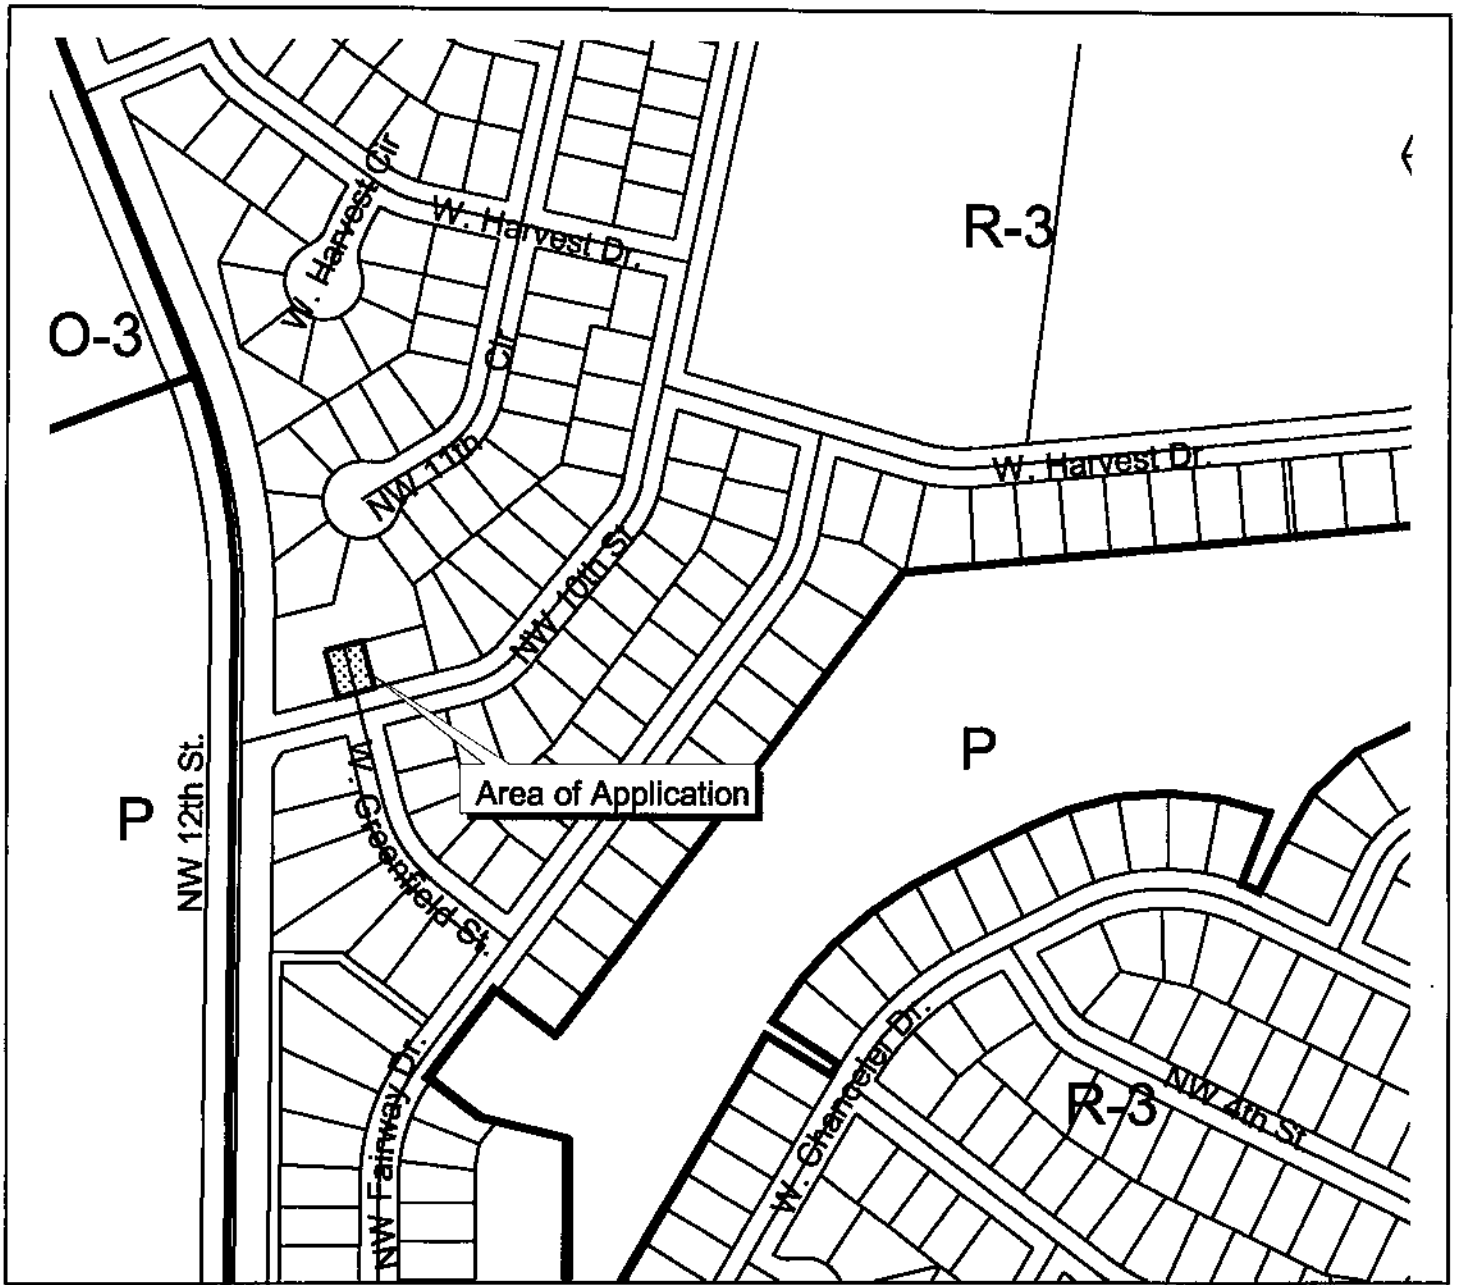 W. Harvest Cir
W. Harvest Dr.
R-3
O-3
Cir
NW 11th
W. Harvest Dr.
NW 10th St
P
NW 12th St.
P
W. Greenfield St.
Area of Application
NW Fairway Dr.
W. Chancler Dr.
R-3
NW 4th St